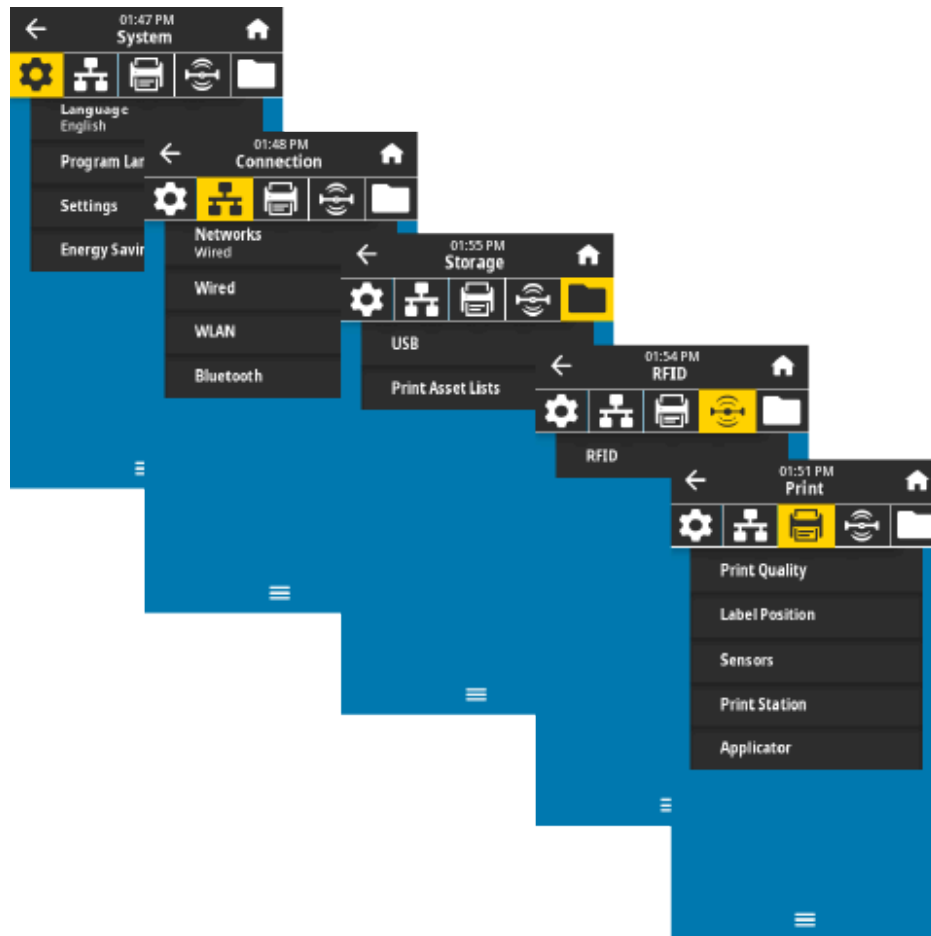 01:47 PM
System
Language
English
Program Lan
Settings
Energy Savin
01:48 PM
Connection
Networks
Wired
Wired
WLAN
Bluetooth
01:55 PM
Storage
USB
Print Asset Lists
01:54 PM
RFID
RFID
01:51 PM
Print
Print Quality
Label Position
Sensors
Print Station
Applicator